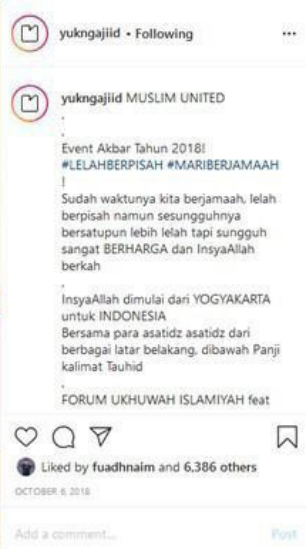 yukngajiid • Following
yukngajiid MUSLIM UNITED
.
.
Event Akbar Tahun 2018!
#LELAHBERPISAH #MARIBERJAMAAH
!
Sudah waktunya kita berjamaah, lelah
berpisah namun sesungguhnya
bersatupun lebih lelah tapi sungguh
sangat BERHARGA dan InsyaAllah
berkah
.
InsyaAllah dimulai dari YOGYAKARTA
untuk INDONESIA
Bersama para asatidz asatidz dari
berbagai latar belakang, dibawah Panji
kalimat Tauhid
.
FORUM UKHUWAH ISLAMIYAH feat
Liked by fuadhnaim and 6,386 others
OCTOBER 6, 2018
Add a comment...
Post